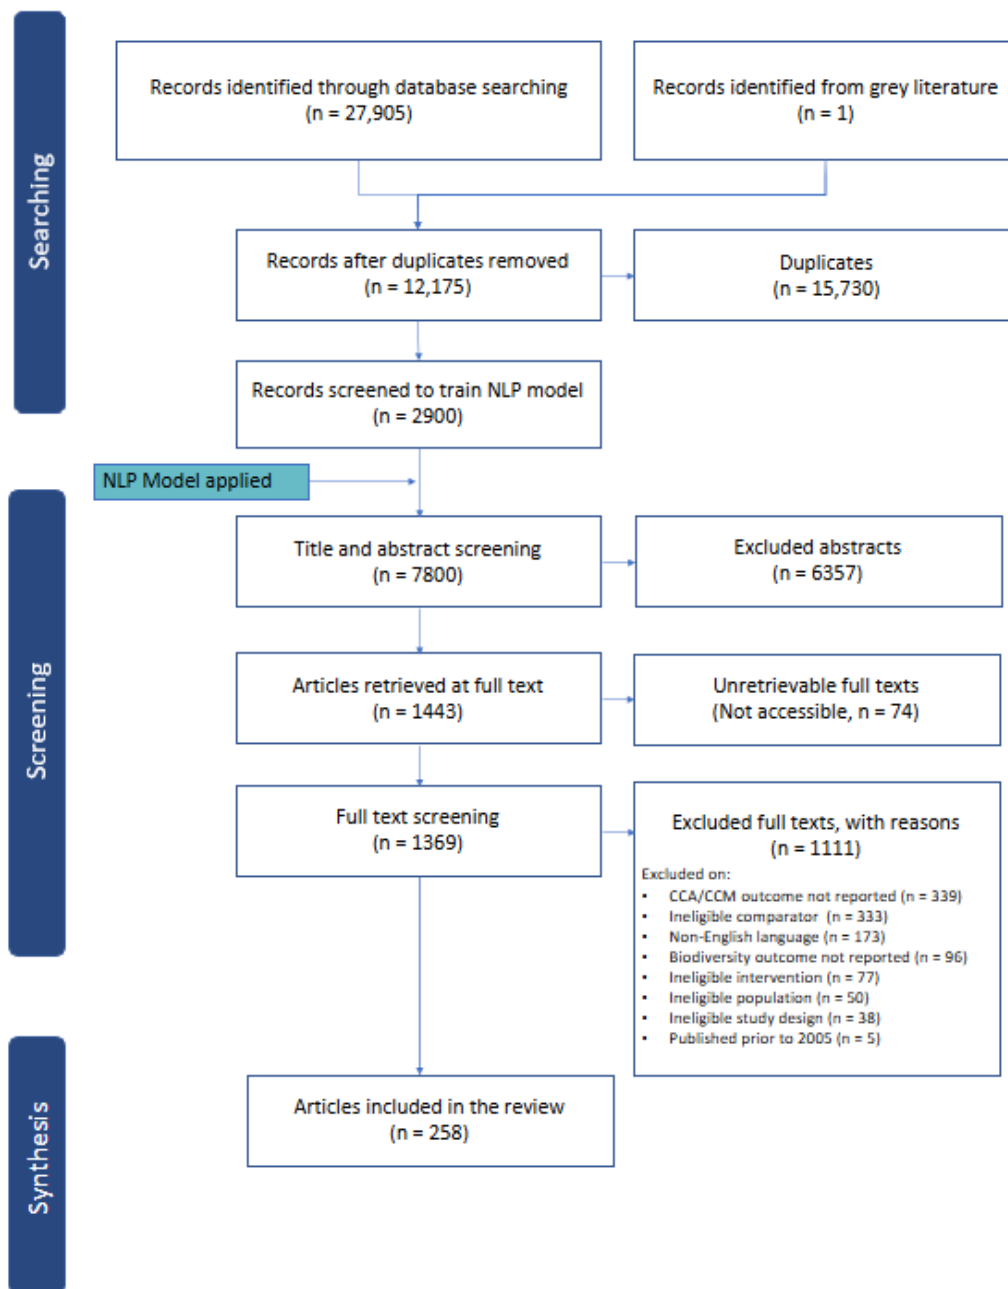 Searching
Records identified through database searching
(n = 27,905)
Records identified from grey literature
(n = 1)
Records after duplicates removed
(n = 12,175)
Duplicates
(n = 15,730)
Records screened to train NLP model
(n = 2900)
NLP Model applied
Screening
Title and abstract screening
(n = 7800)
Excluded abstracts
(n = 6357)
Articles retrieved at full text
(n = 1443)
Unretrievable full texts
(Not accessible, n = 74)
Full text screening
(n = 1369)
Excluded full texts, with reasons
(n = 1111)
Excluded on:
▪ CCA/CCM outcome not reported (n = 339)
▪ Ineligible comparator (n = 333)
▪ Non-English language (n = 173)
▪ Biodiversity outcome not reported (n = 96)
▪ Ineligible intervention (n = 77)
▪ Ineligible population (n = 50)
▪ Ineligible study design (n = 38)
▪ Published prior to 2005 (n = 5)
Synthesis
Articles included in the review
(n = 258)